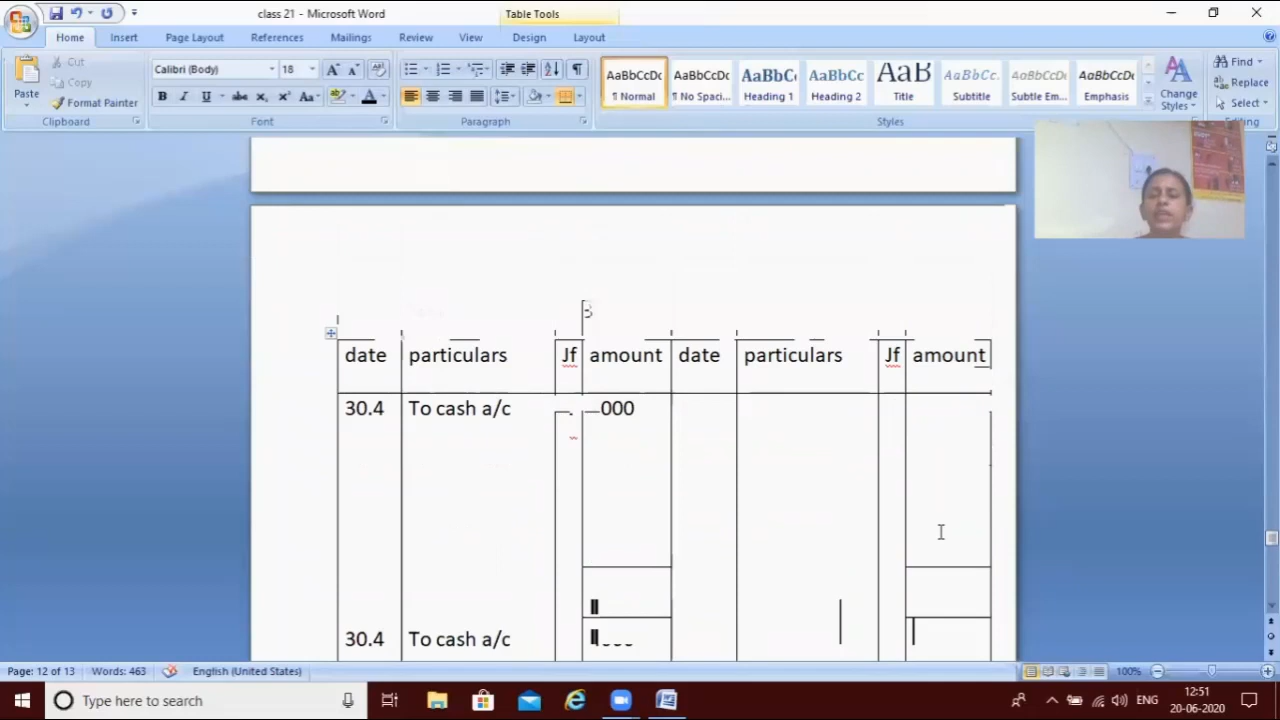 class 21 - Microsoft Word
Table Tools
Home Insert Page Layout References Mailings Review View Design Layout
Paste
Cut
Copy
Format Painter
Clipboard
Calibri (Body) 18
Font
Paragraph
AaBbCcDc AaBbCcDc AaBbC AaBbCc AaB AaBbCc. AaBbCcDc AaBbCcDc
¶ Normal ¶ No Spaci... Heading 1 Heading 2 Title Subtitle Subtle Em... Emphasis
Styles
Change Styles
Find
Replace
Select
Editing
date particulars Jf amount date particulars Jf amount
30.4 To cash a/c 000
30.4 To cash a/c
Page: 12 of 13 Words: 463 English (United States) 100%
Type here to search
ENG
12:51
20-06-2020